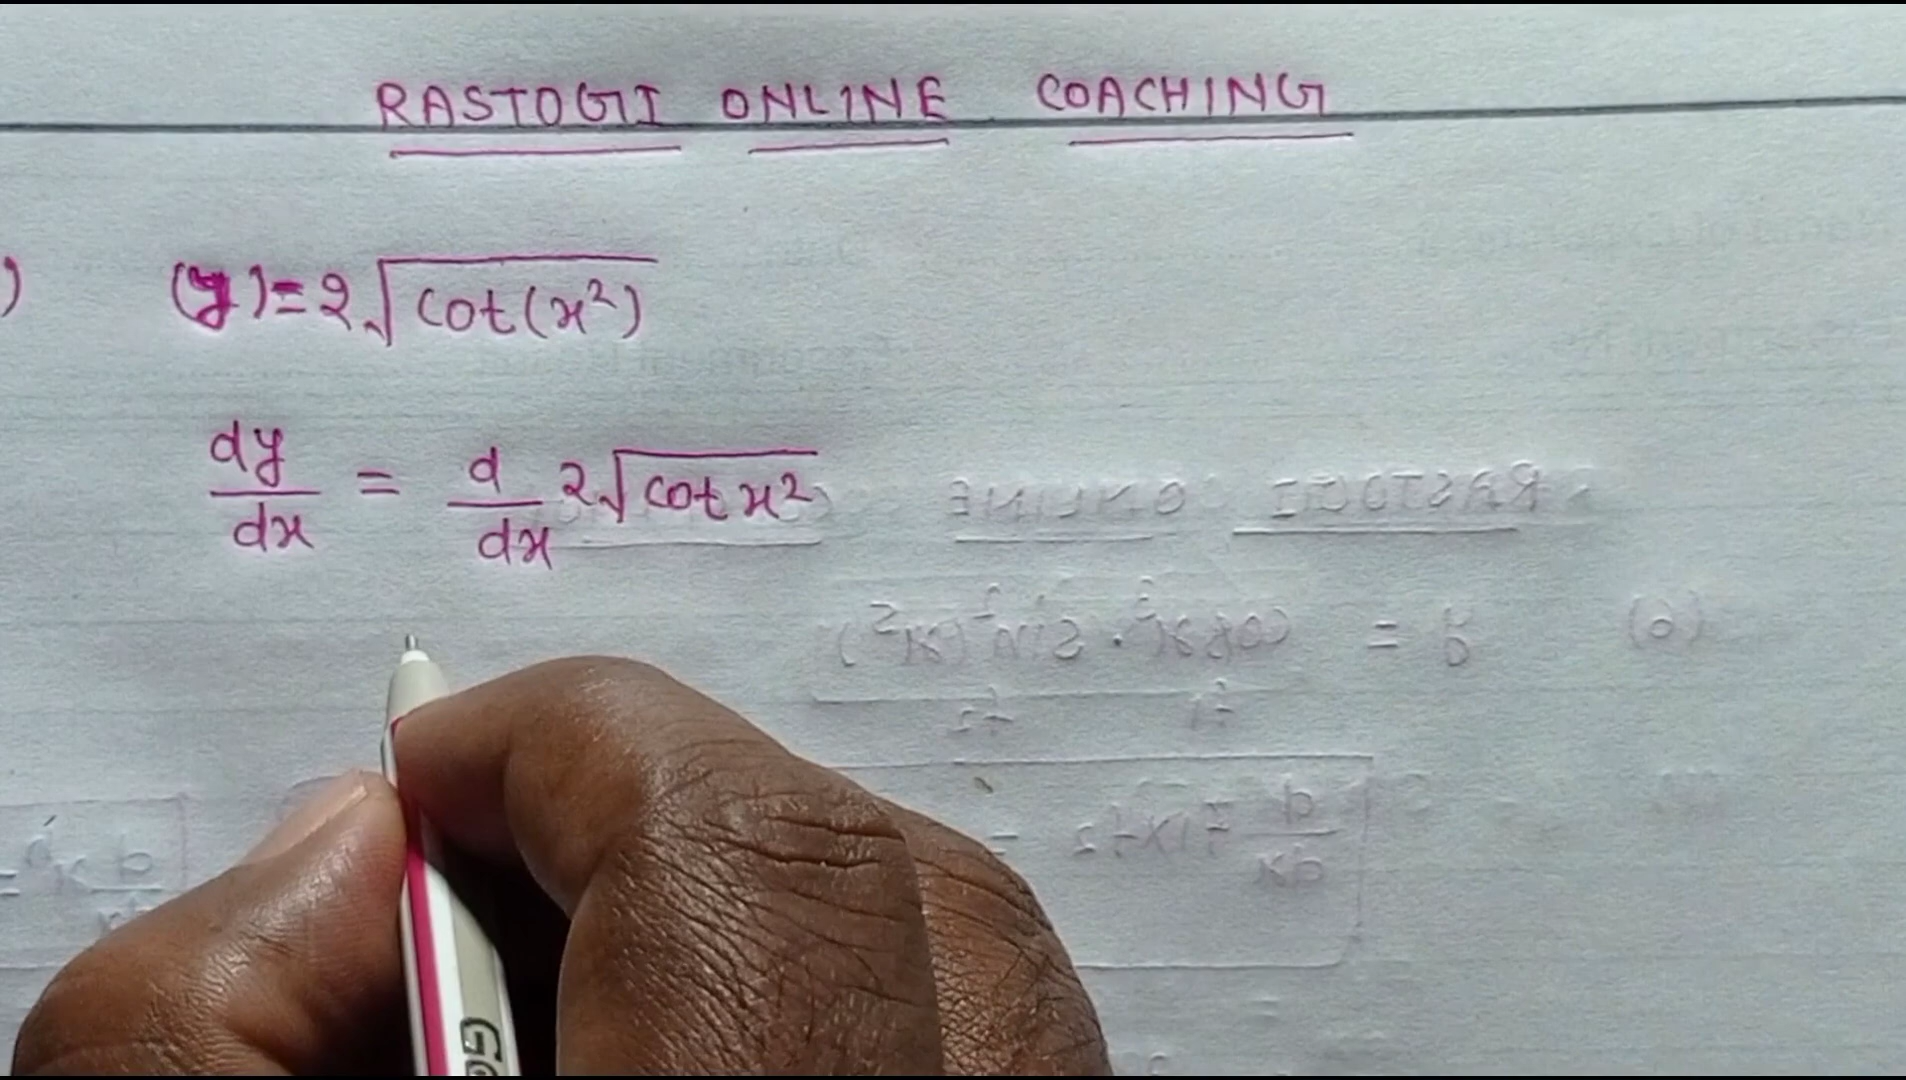 RASTOGI ONLINE COACHING
) (y) = 2√cot(x²)
dy/dx = d/dx 2√cot x²